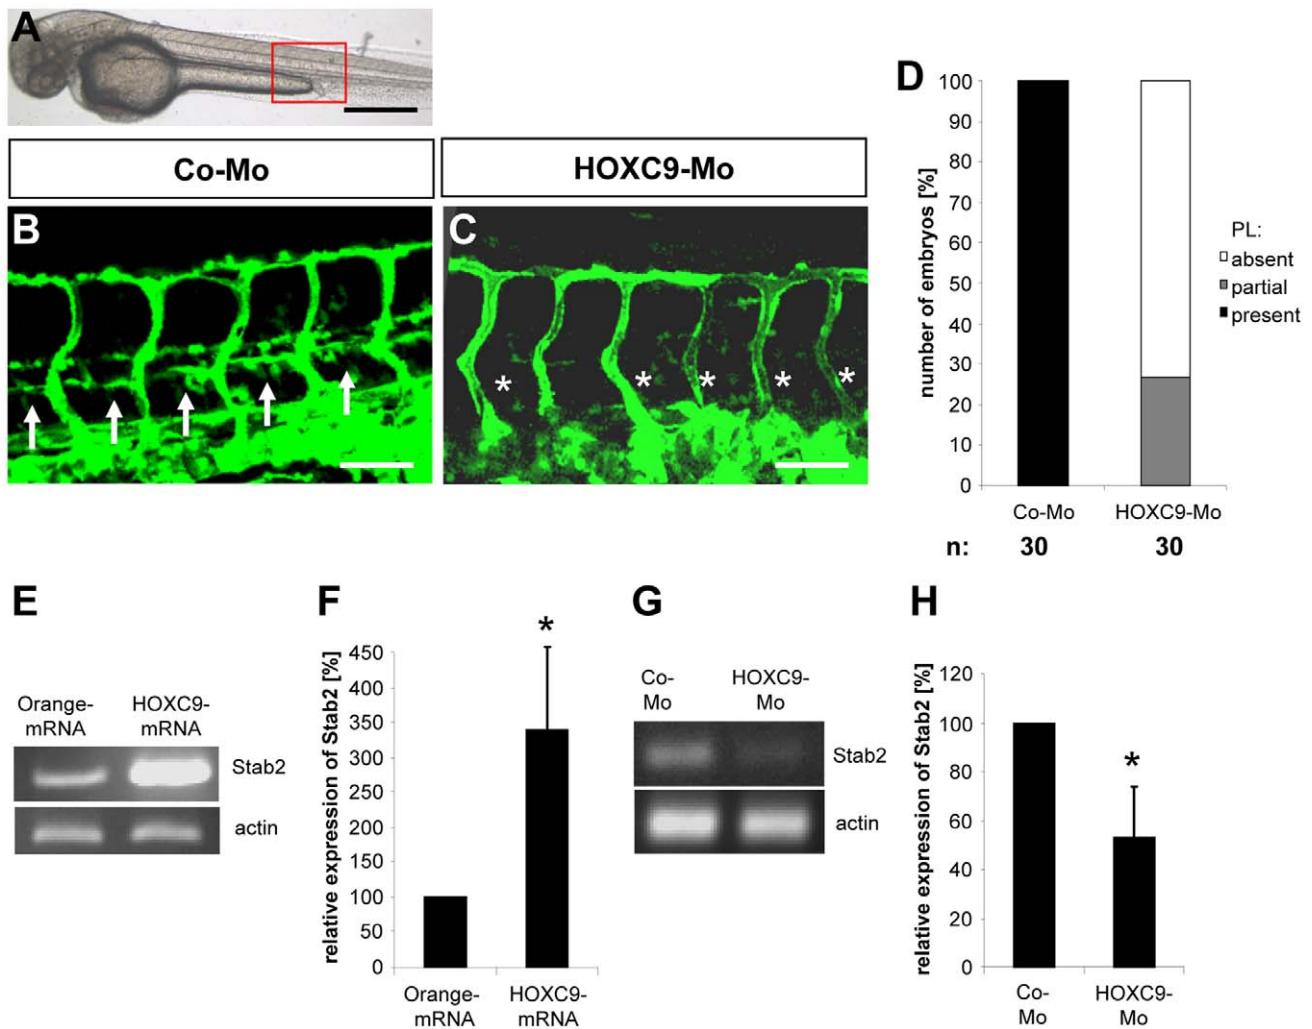 A
Co-Mo
HOXC9-Mo
B
C
*
*
*
*
*
D
100
90
80
70
60
50
40
30
20
10
0
number of embryos [%]
PL:
absent
partial
present
Co-Mo
HOXC9-Mo
n:
30
30
E
Orange-
mRNA
HOXC9-
mRNA
Stab2
actin
F
*
450
400
350
300
250
200
150
100
50
0
relative expression of Stab2 [%]
Orange-
mRNA
HOXC9-
mRNA
G
Co-
Mo
HOXC9-
Mo
Stab2
actin
H
120
100
80
60
40
20
0
*
relative expression of Stab2 [%]
Co-
Mo
HOXC9-
Mo